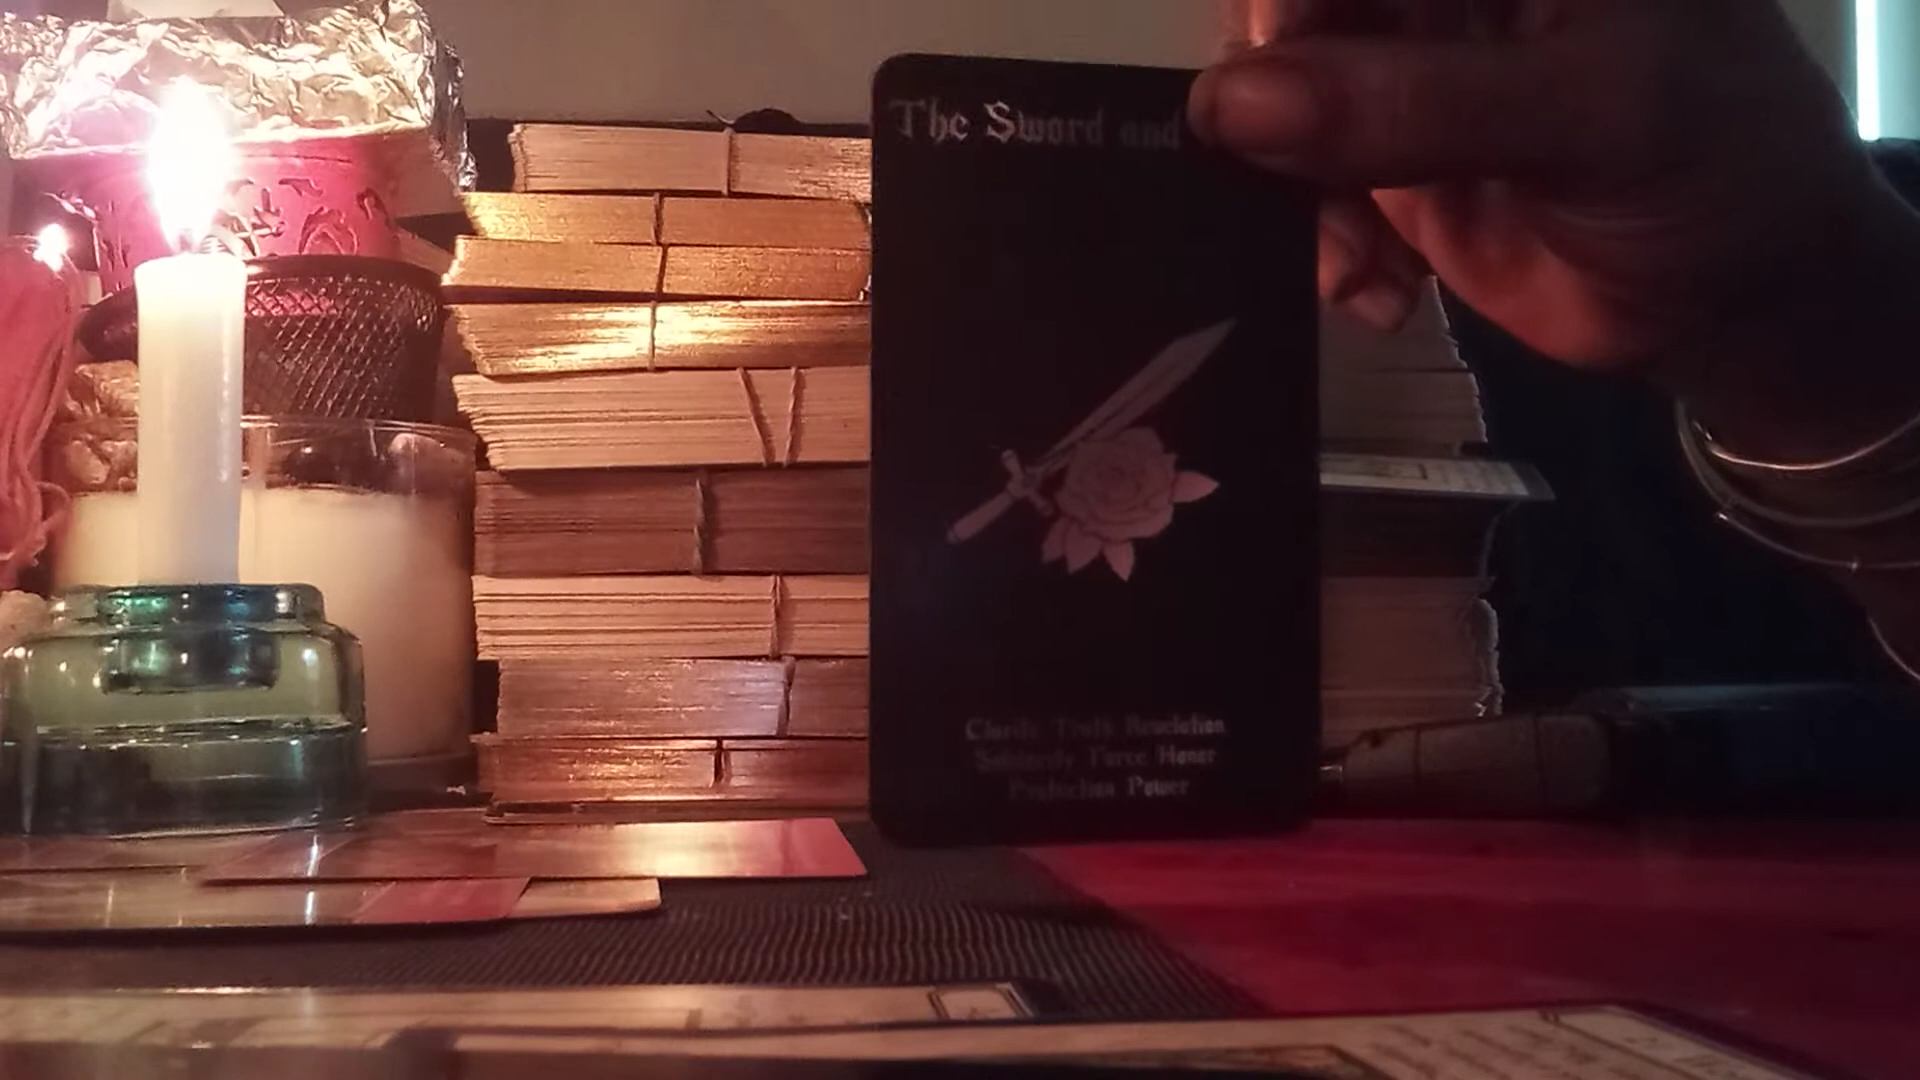 The Sword and
Clarity Truth Revelation
Solidarity Force Honor
Protection Power